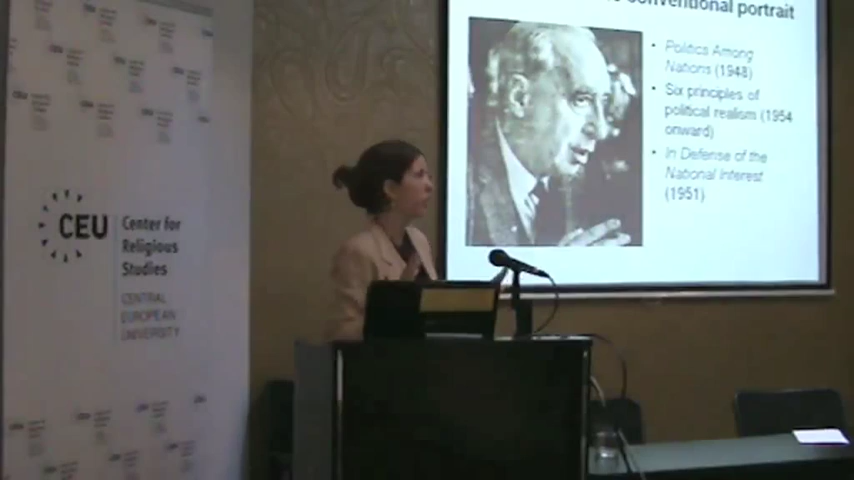 conventional portrait
• Politics Among
Nations (1948)
• Six principles of
political realism (1954
onward)
• In Defense of the
National Interest
(1951)
CEU
Center for
Religious
Studies
CENTRAL
EUROPEAN
UNIVERSITY